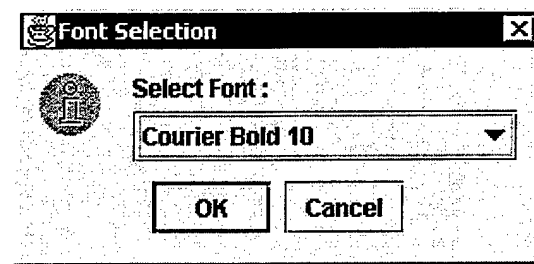 Font Selection
Select Font :
Courier Bold 10
OK Cancel